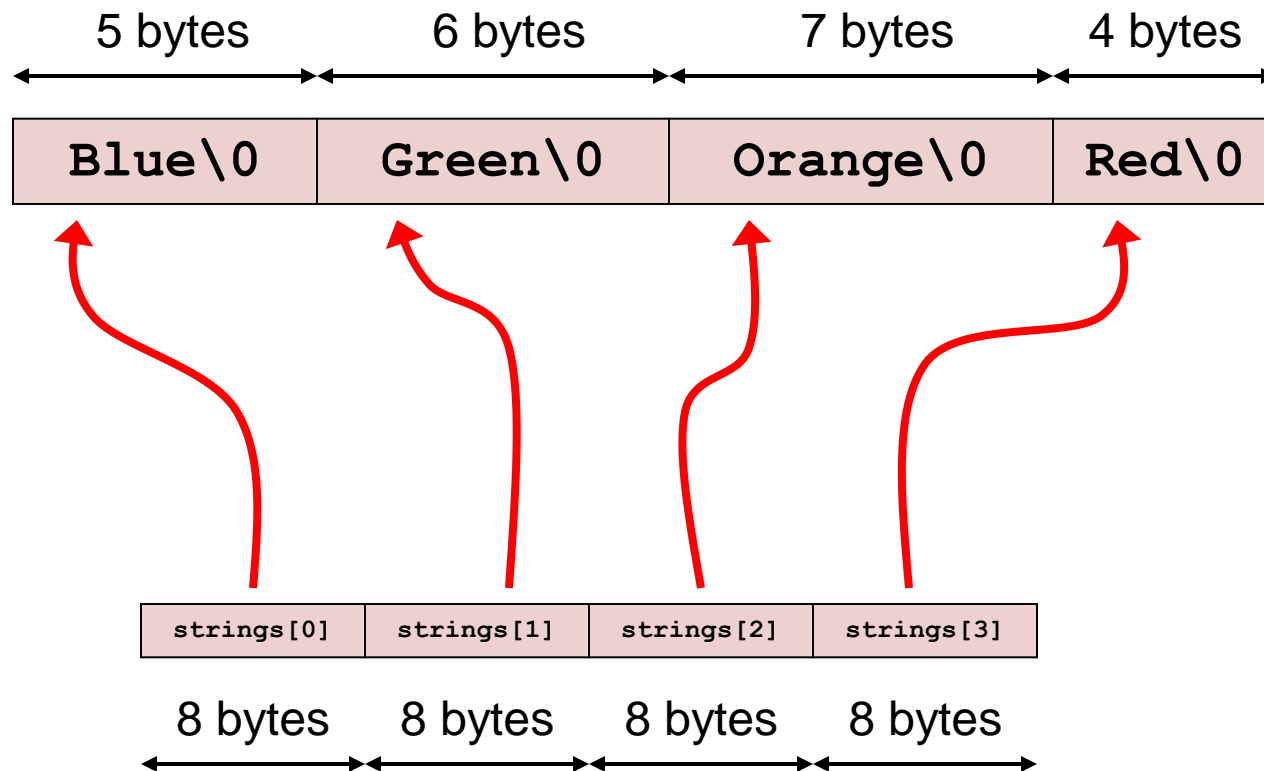 5 bytes 6 bytes 7 bytes 4 bytes
Blue\0 Green\0 Orange\0 Red\0
strings[0] strings[1] strings[2] strings[3]
8 bytes 8 bytes 8 bytes 8 bytes